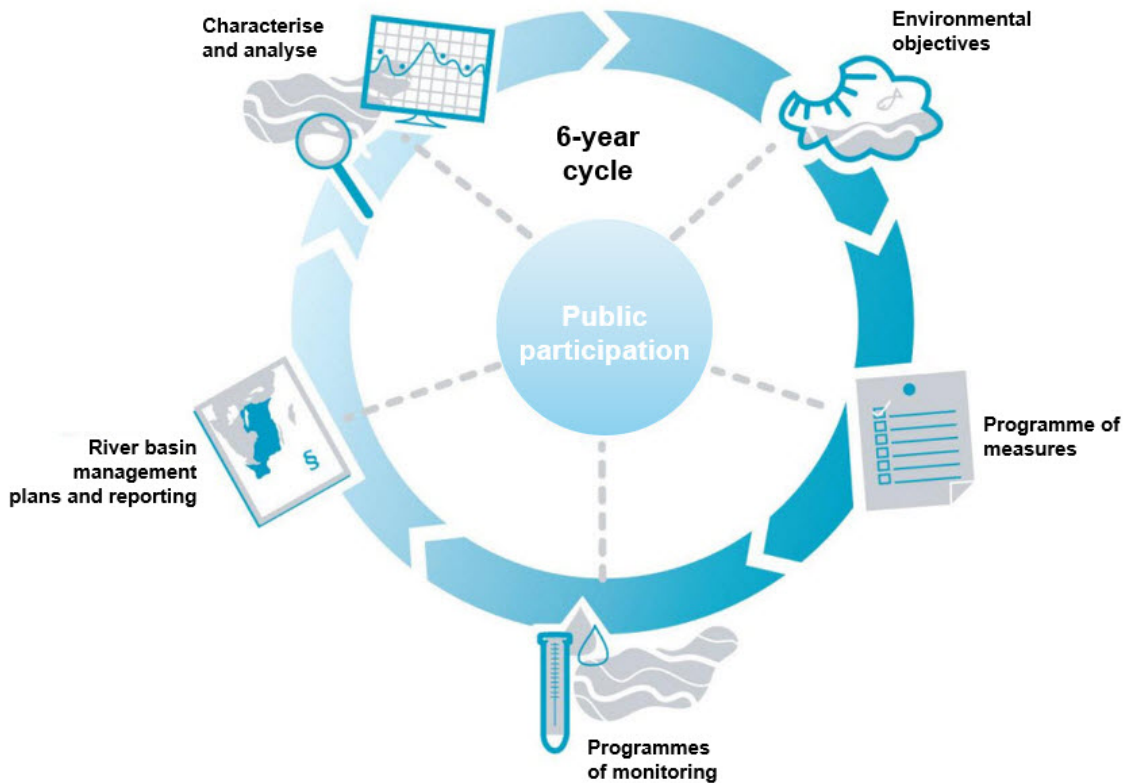 Characterise
and analyse
Environmental
objectives
6-year
cycle
Public
participation
Programme of
measures
River basin
management
plans and reporting
§
Programmes
of monitoring